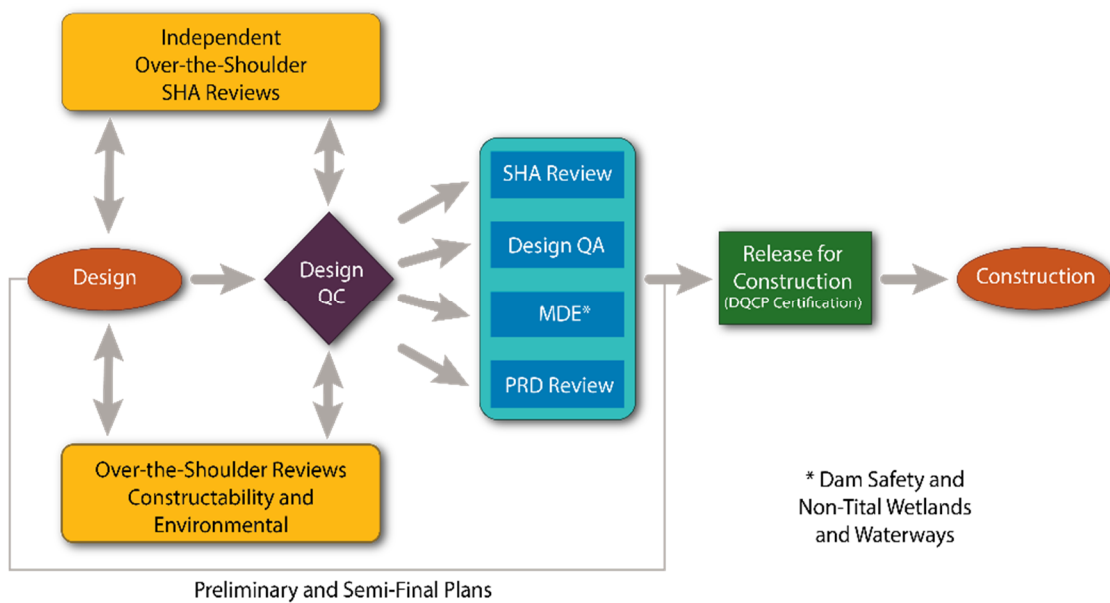 Independent
Over-the-Shoulder
SHA Reviews
Design
Design
QC
SHA Review
Design QA
MDE*
PRD Review
Release for
Construction
(DQCP Certification)
Construction
Over-the-Shoulder Reviews
Constructability and
Environmental
* Dam Safety and
Non-Tital Wetlands
and Waterways
Preliminary and Semi-Final Plans